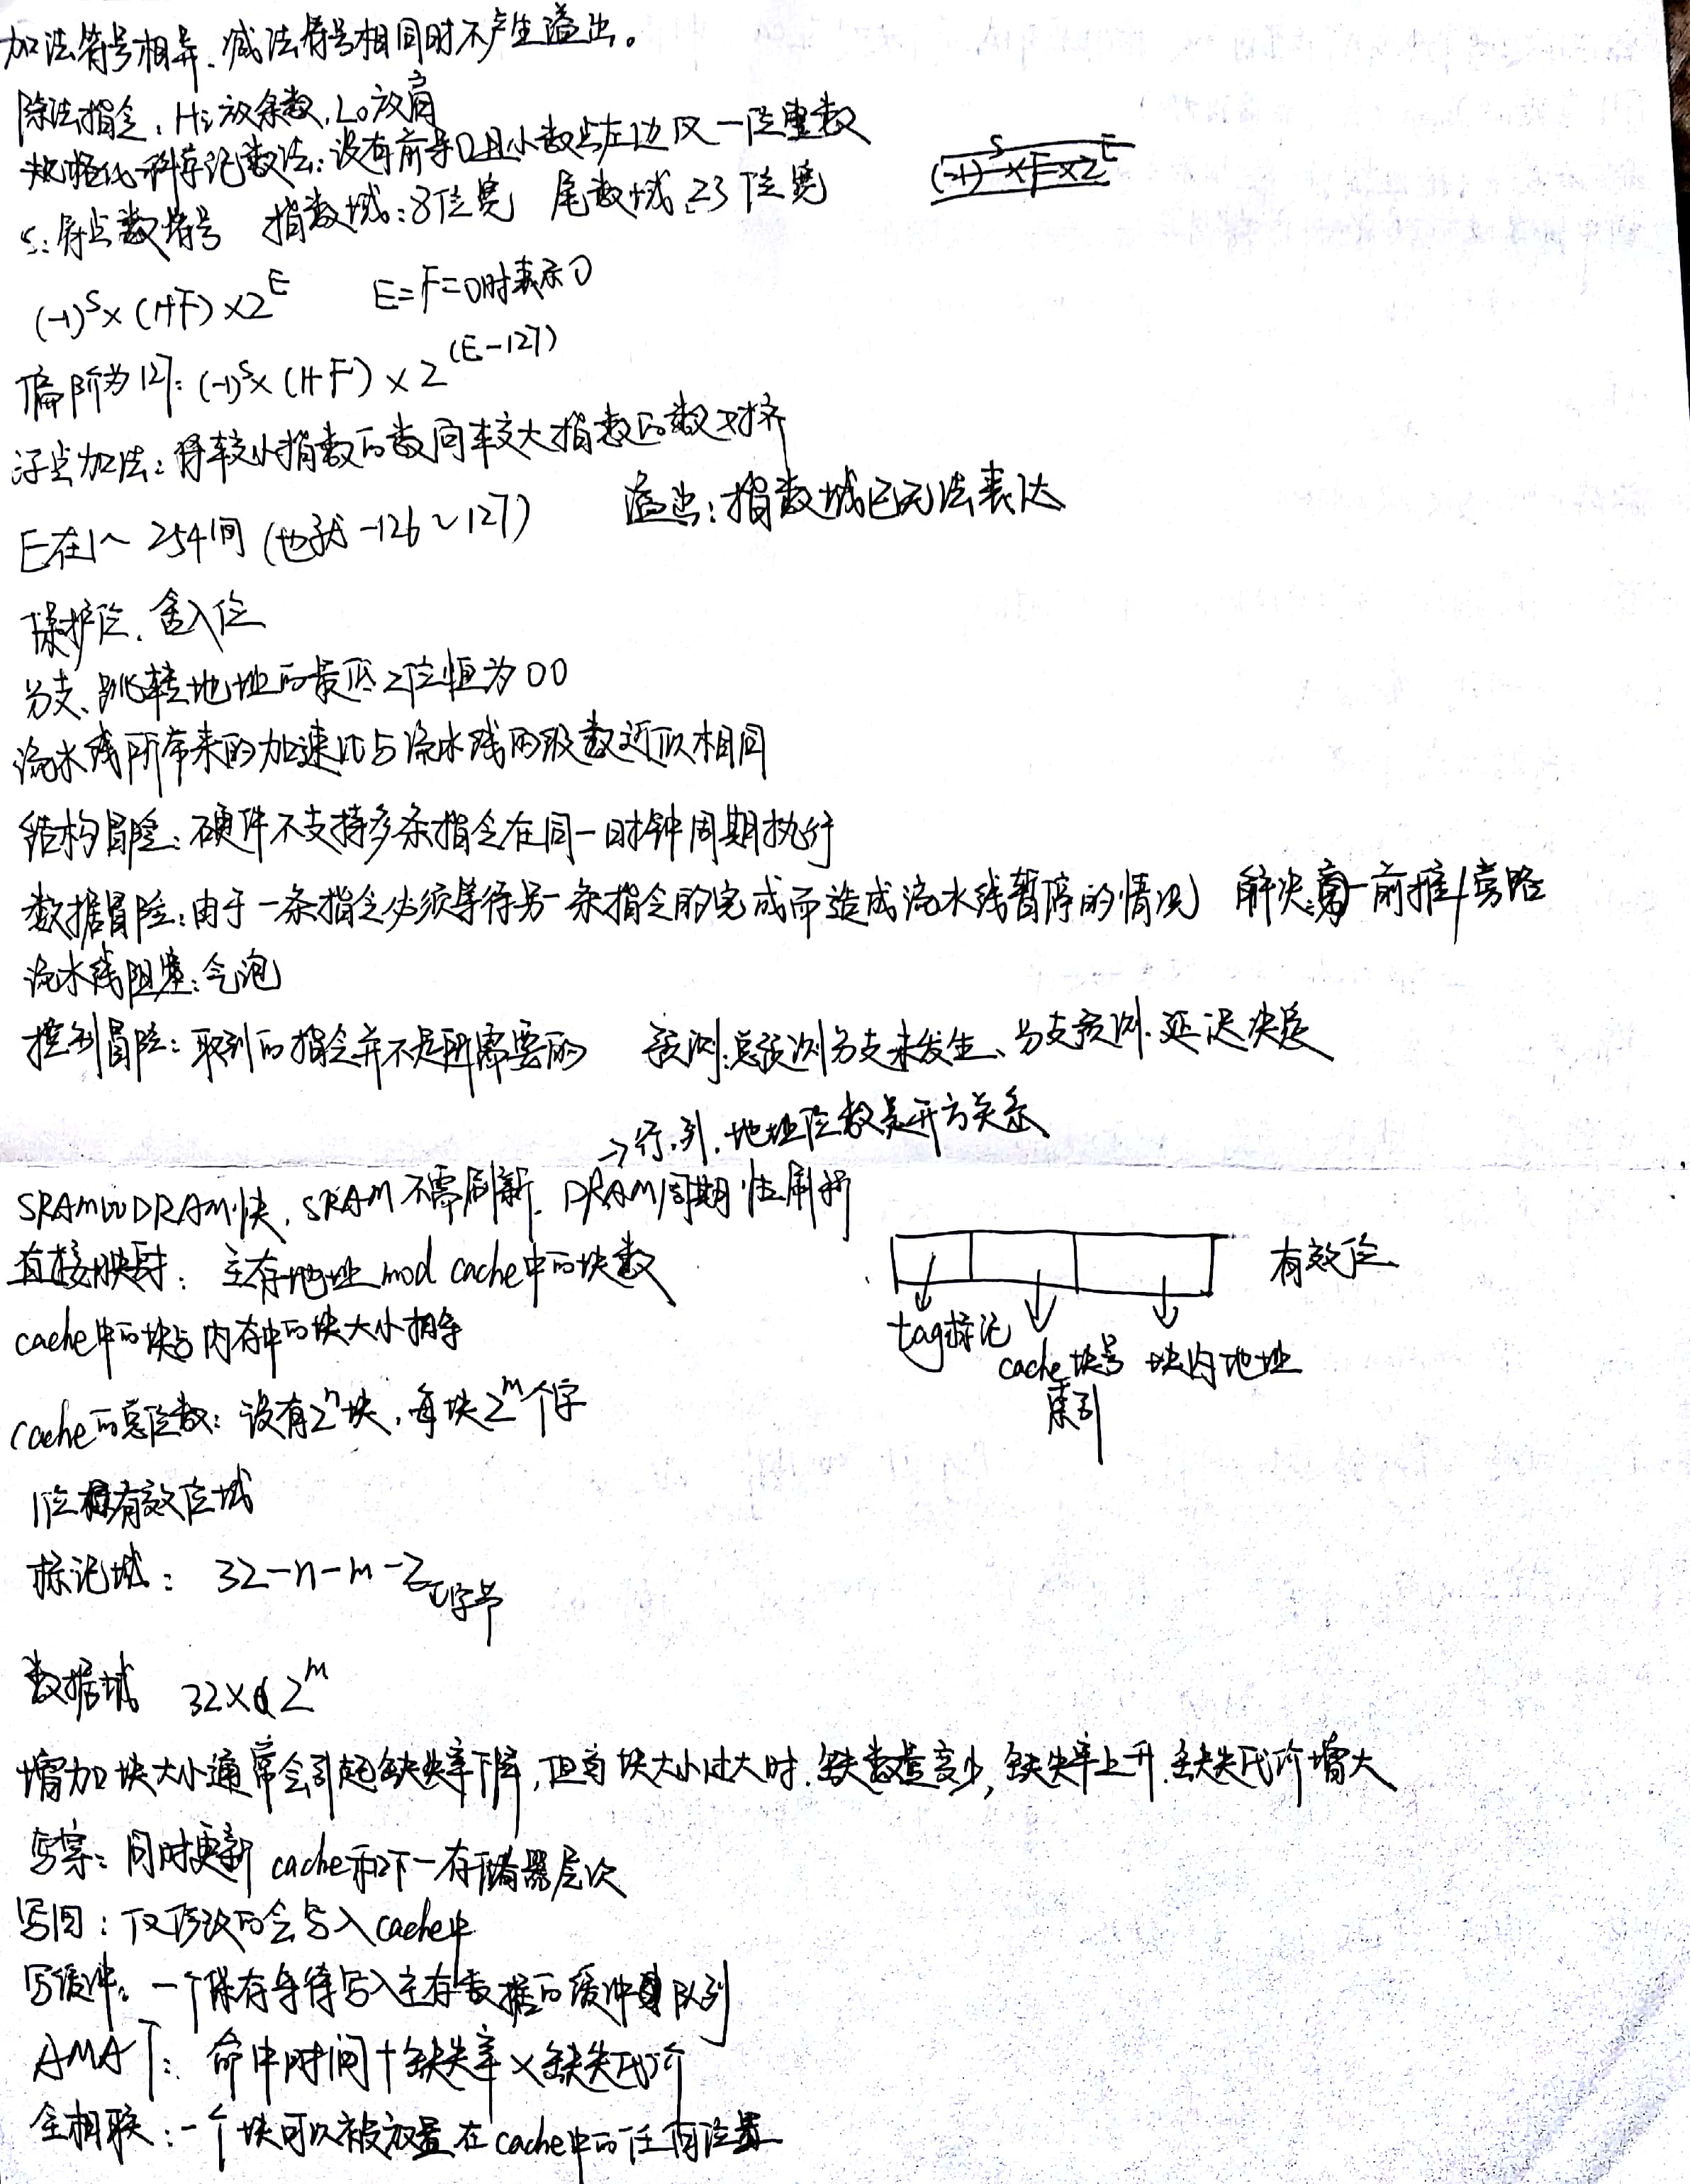 加法符号相异、减法符号相同时不产生溢出。
除法指令，Hi放余数，Lo放商
规格化科学记数法：没有前导0且小数点左边仅一位整数
S：浮点数符号 指数域：8位宽 尾数域：23位宽
(-1)^S×F×2^E
(-1)^S×(1+F)×2^E E=F=0时表示0
偏阶为127：(-1)^S×(1+F)×2^(E-127)
浮点加法：将较小指数的数向较大指数的数对齐
E在1~254间(也就-126~127) 溢出：指数域已无法表达
保护位、舍入位
分支、跳转地址的最低2位恒为00
流水线所带来的加速比与流水线的级数近似相同
结构冒险：硬件不支持多条指令在同一时钟周期执行
数据冒险：由于一条指令必须等待另一条指令的完成而造成流水线暂停的情况 解决：前推/旁路
流水线阻塞：气泡
控制冒险：取到的指令并不是所需要的 预测：总预测分支未发生、分支预测、延迟决定
→行，列，地址位数是开方关系
SRAM比DRAM快，SRAM不需刷新，DRAM周期性刷新
直接映射：主存地址 mod cache中的块数
有效位
cache中的块与内存中的块大小相等
tag标记
cache块号 块内地址
索引
cache的总位数：设有2^n块，每块2^m个字
1位有效位域
标记域：32-n-m-2 字节
数据域 32×2^m
增加块大小通常会引起缺失率下降，但当块大小过大时，块数量变少，缺失率上升，缺失代价增大
写穿：同时更新cache和下一存储器层次
写回：仅修改的会写入cache中
写缓冲：一个保存等待写入主存数据的缓冲队列
AMAT：命中时间+缺失率×缺失代价
全相联：一个块可以被放置在cache中的任何位置